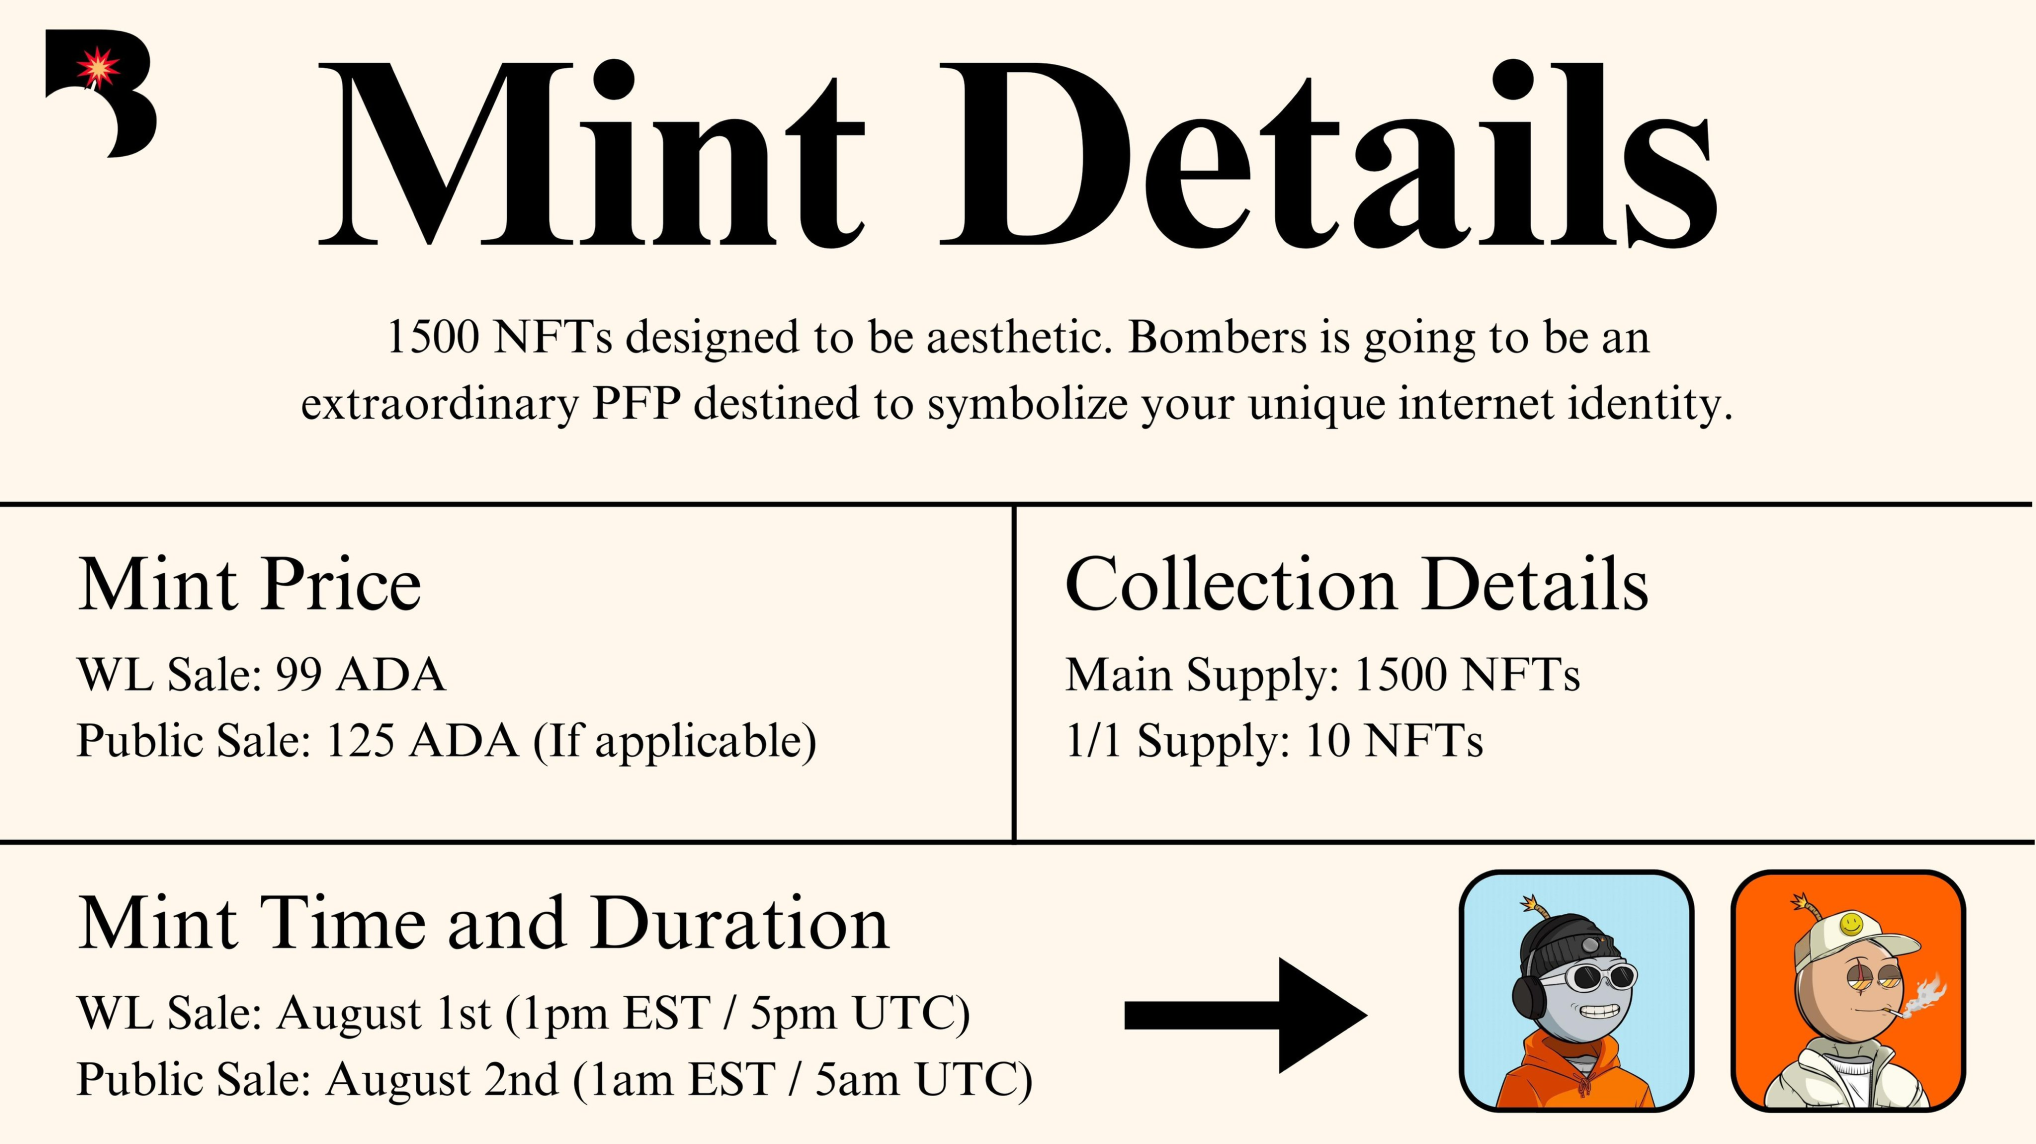 B
Mint Details
1500 NFTs designed to be aesthetic. Bombers is going to be an
extraordinary PFP destined to symbolize your unique internet identity.
Mint Price
WL Sale: 99 ADA
Public Sale: 125 ADA (If applicable)
Collection Details
Main Supply: 1500 NFTs
1/1 Supply: 10 NFTs
Mint Time and Duration
WL Sale: August 1st (1pm EST / 5pm UTC)
Public Sale: August 2nd (1am EST / 5am UTC)